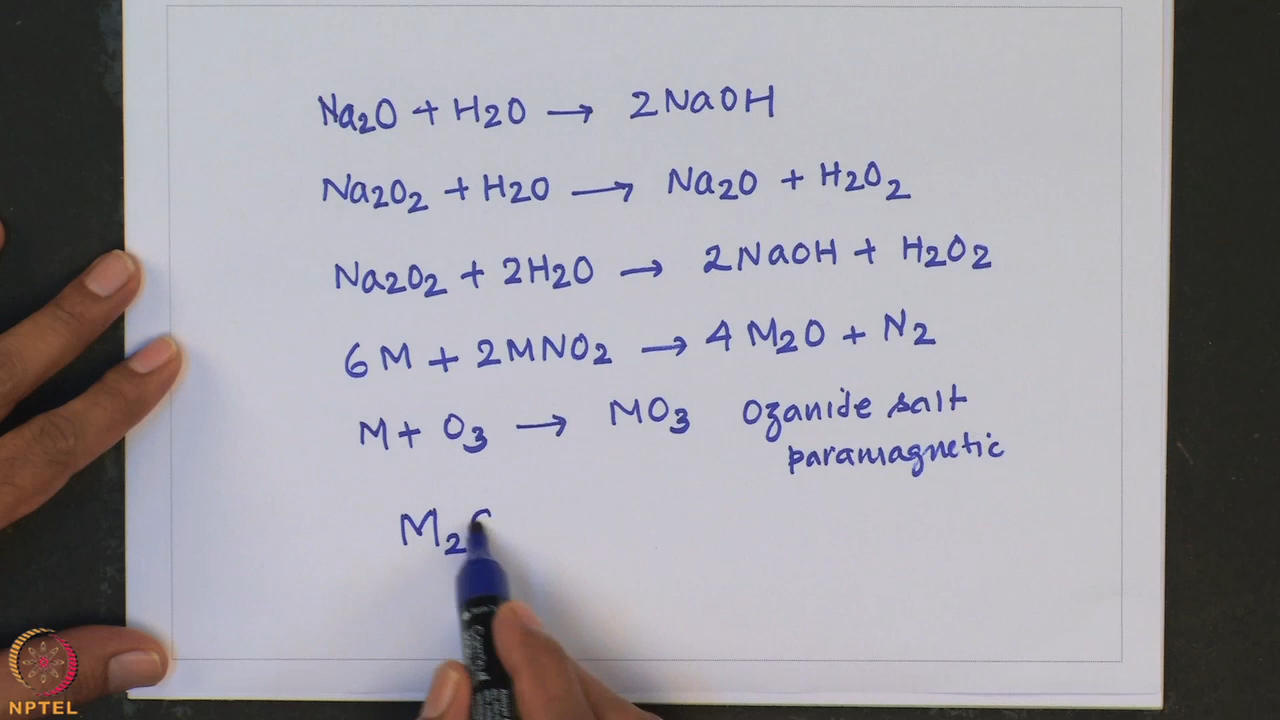 Na2O + H2O → 2NaOH
Na2O2 + H2O → Na2O + H2O2
Na2O2 + 2H2O → 2NaOH + H2O2
6M + 2MNO2 → 4M2O + N2
M + O3 → MO3 Ozanide salt
paramagnetic
M2
NPTEL